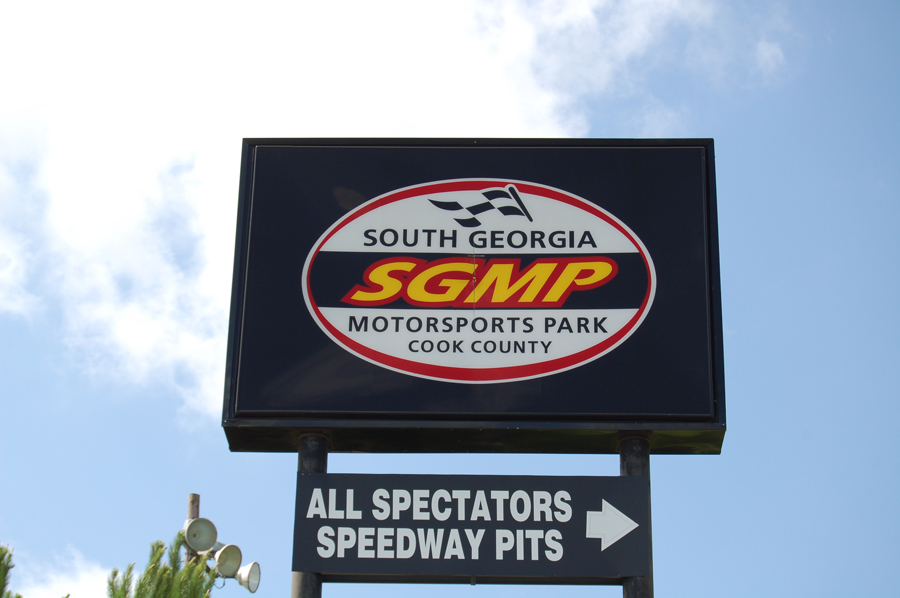 SOUTH GEORGIA
SGMP
MOTORSPORTS PARK
COOK COUNTY
ALL SPECTATORS
SPEEDWAY PITS